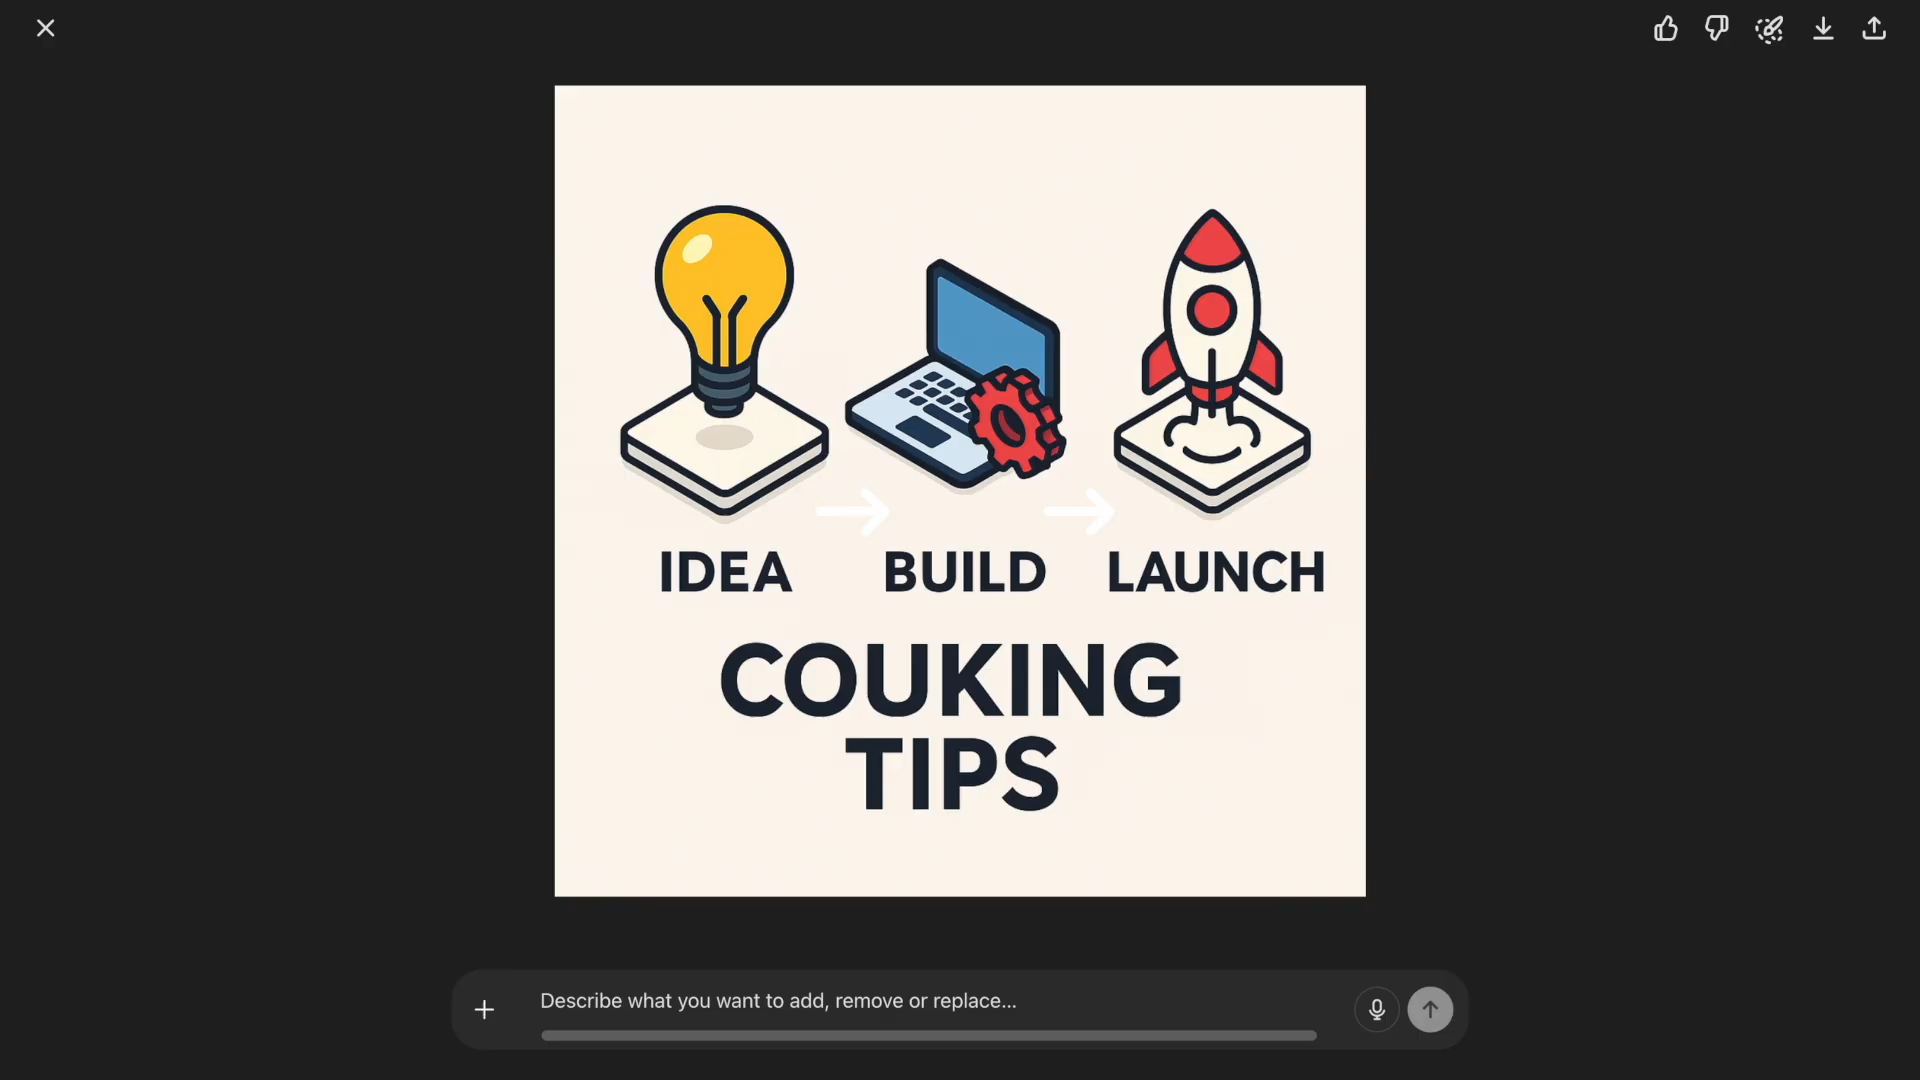 IDEA BUILD LAUNCH
COUKING
TIPS
Describe what you want to add, remove or replace...